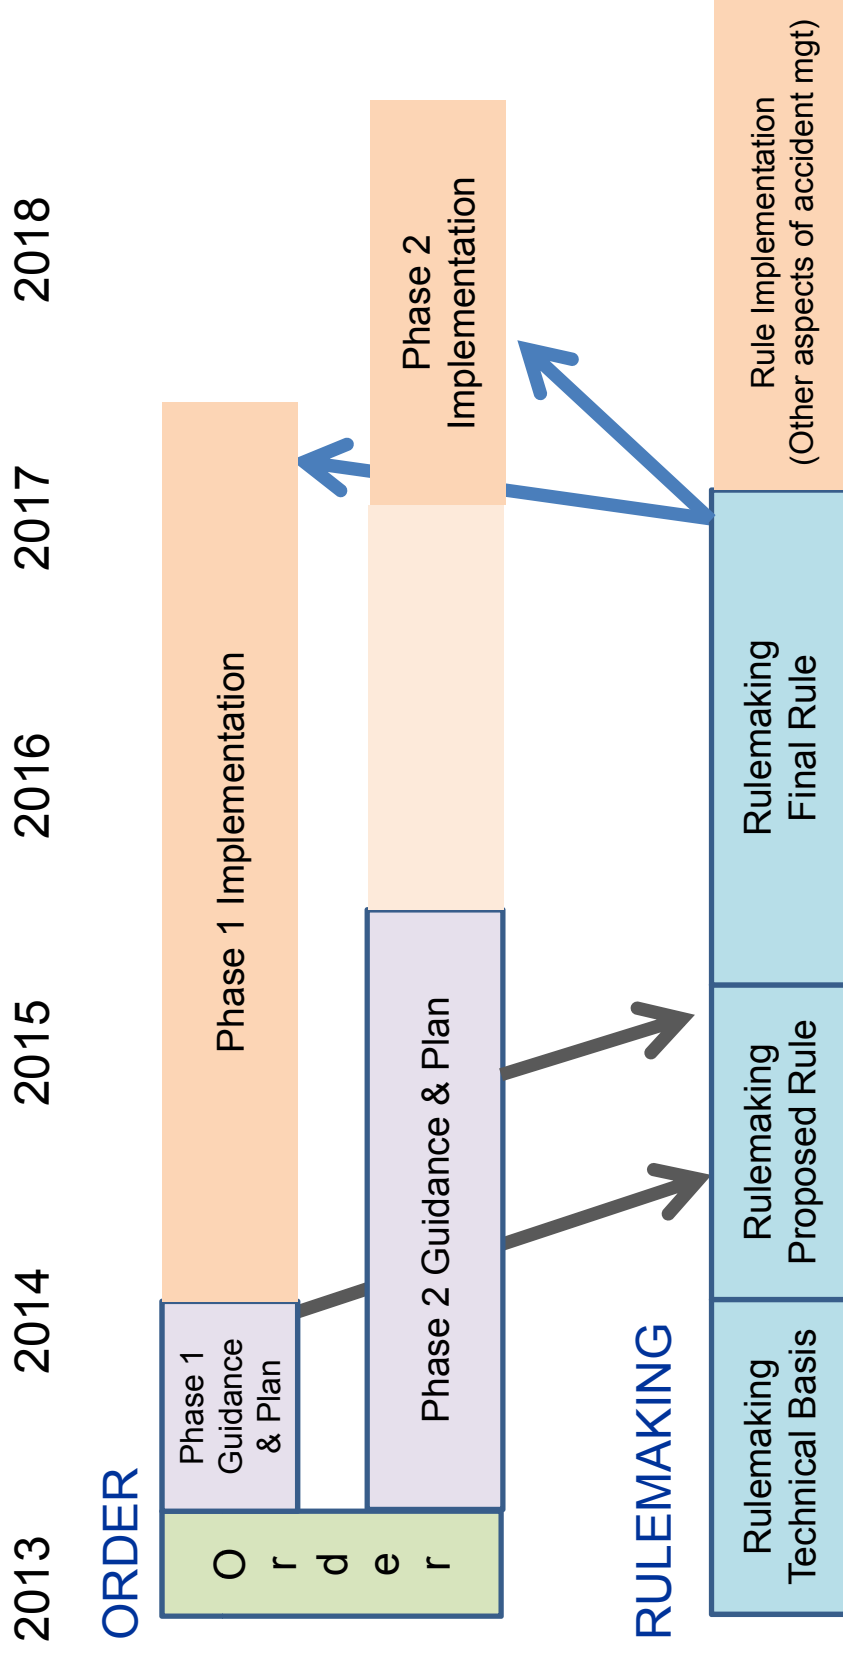 2013 2014 2015 2016 2017 2018
ORDER
Order
Phase 1
Guidance
& Plan
Phase 1 Implementation
Phase 2 Guidance & Plan
Phase 2
Implementation
RULEMAKING
Rulemaking
Technical Basis
Rulemaking
Proposed Rule
Rulemaking
Final Rule
Rule Implementation
(Other aspects of accident mgt)